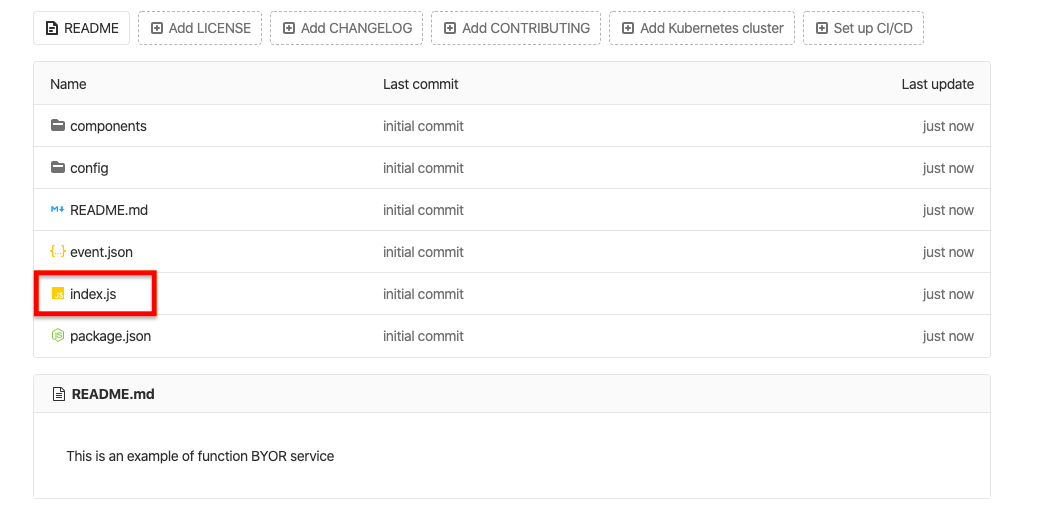 README Add LICENSE Add CHANGELOG Add CONTRIBUTING Add Kubernetes cluster Set up CI/CD
Name Last commit Last update
components initial commit just now
config initial commit just now
README.md initial commit just now
event.json initial commit just now
index.js initial commit just now
package.json initial commit just now
README.md
This is an example of function BYOR service